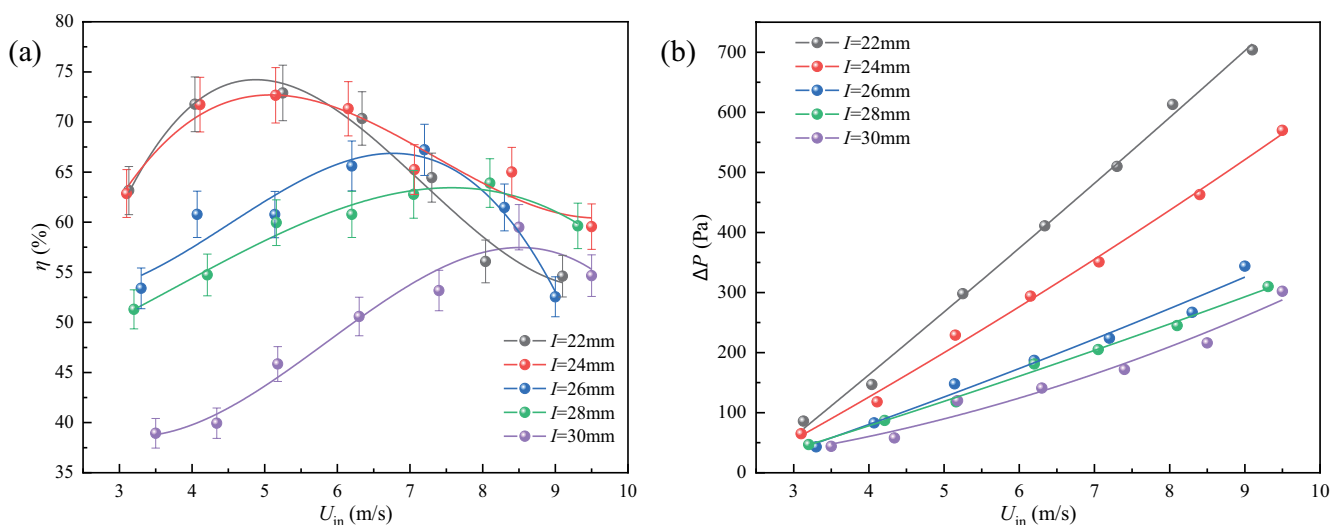 (a)
80
75
70
65
60
55
50
45
40
35
η (%)
3 4 5 6 7 8 9 10
U_in (m/s)
I=22mm
I=24mm
I=26mm
I=28mm
I=30mm
(b)
700
600
500
400
300
200
100
0
ΔP (Pa)
3 4 5 6 7 8 9 10
U_in (m/s)
I=22mm
I=24mm
I=26mm
I=28mm
I=30mm